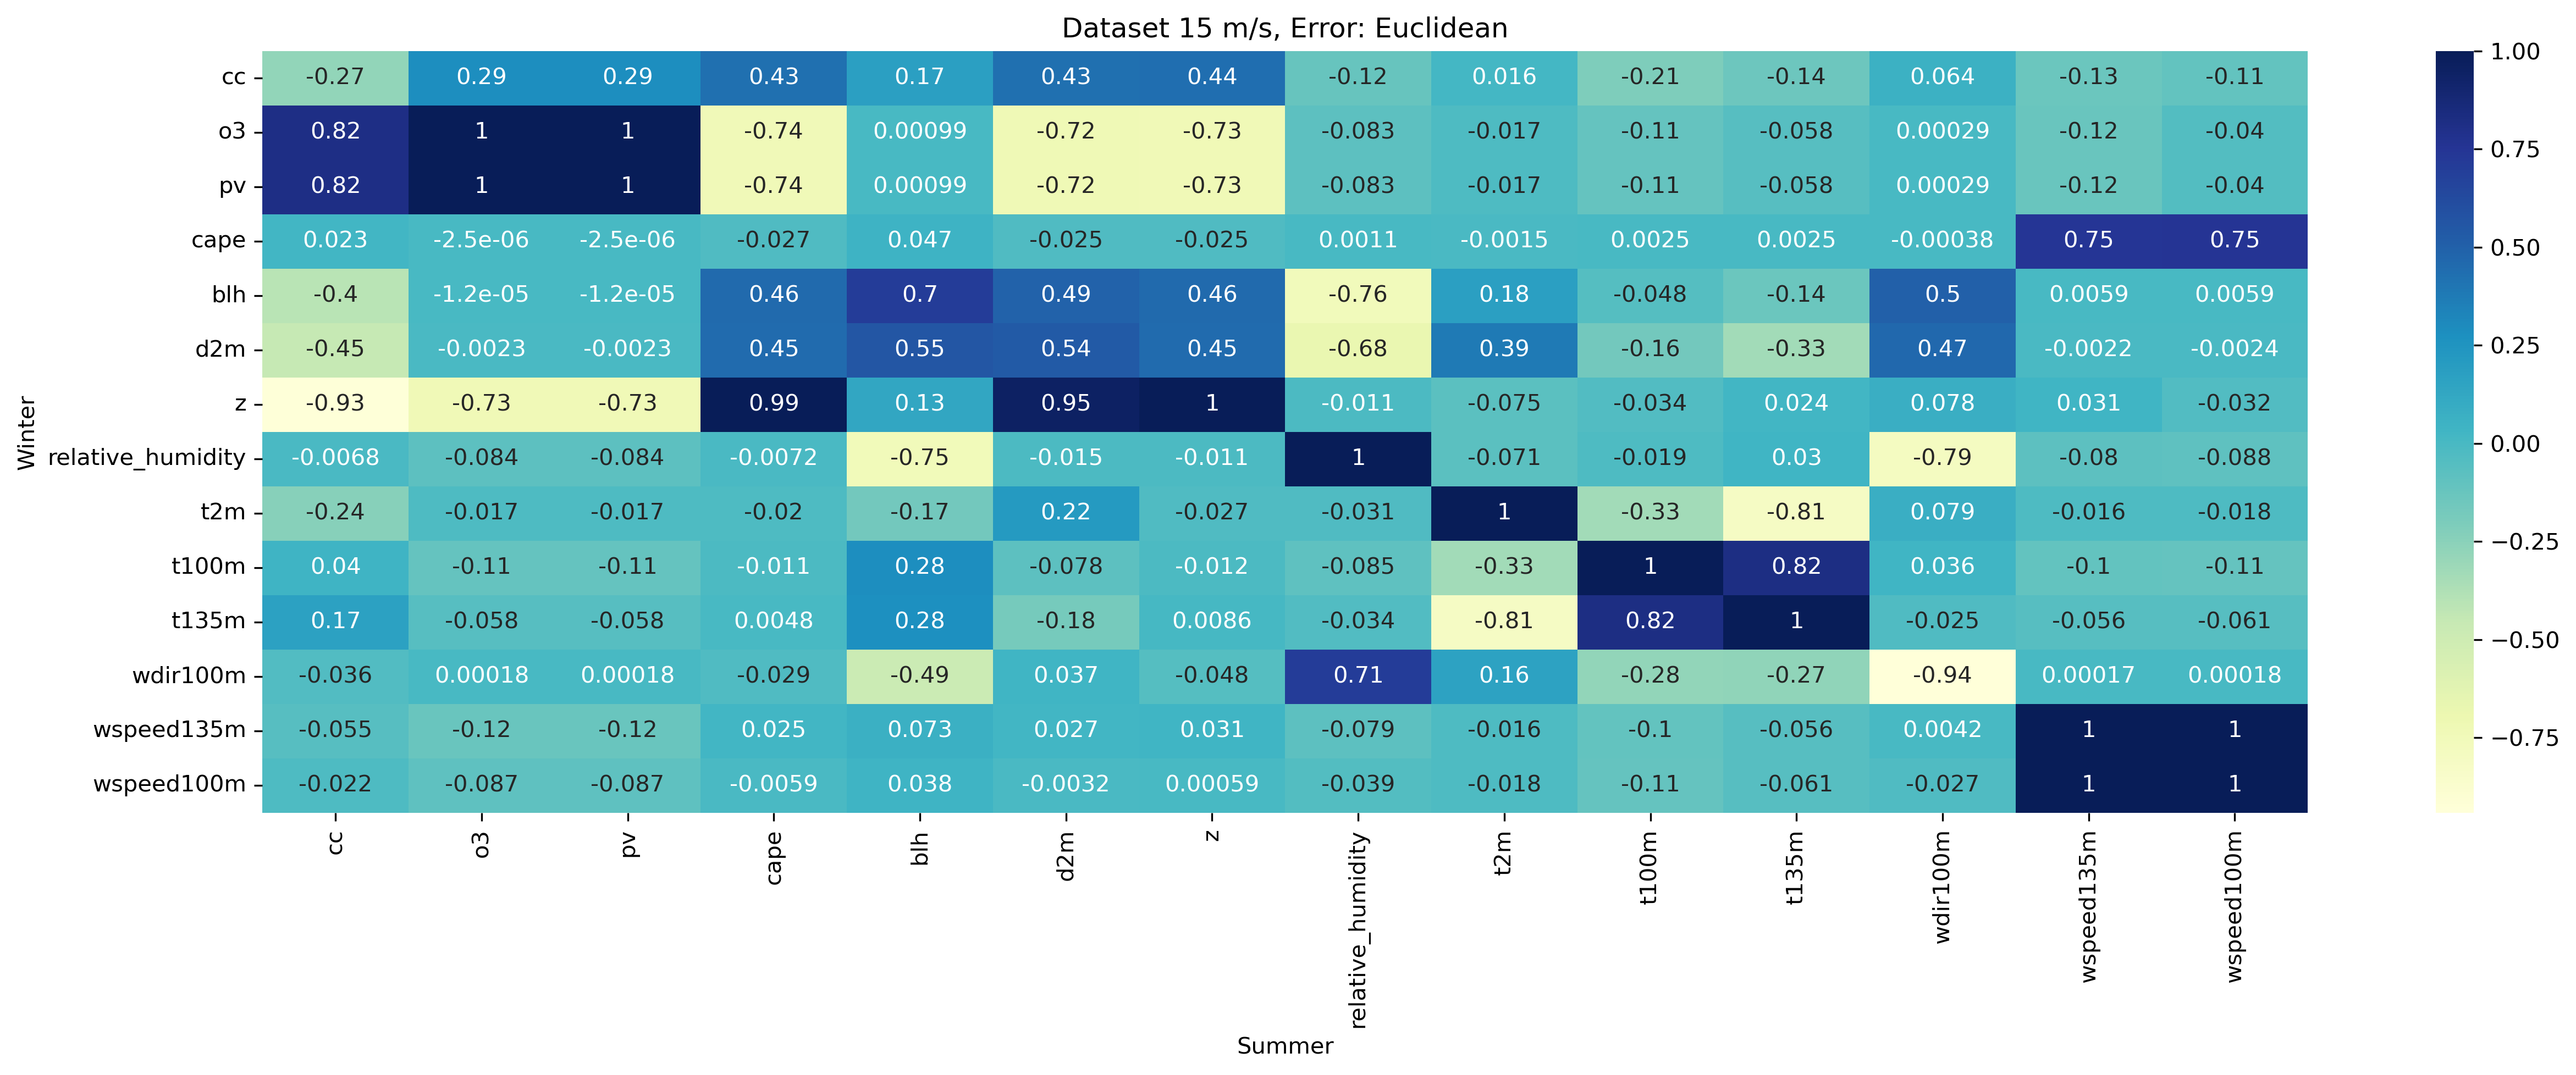 Dataset 15 m/s, Error: Euclidean
Winter
cc -0.27 0.29 0.29 0.43 0.17 0.43 0.44 -0.12 0.016 -0.21 -0.14 0.064 -0.13 -0.11
o3 0.82 1 1 -0.74 0.00099 -0.72 -0.73 -0.083 -0.017 -0.11 -0.058 0.00029 -0.12 -0.04
pv 0.82 1 1 -0.74 0.00099 -0.72 -0.73 -0.083 -0.017 -0.11 -0.058 0.00029 -0.12 -0.04
cape 0.023 -2.5e-06 -2.5e-06 -0.027 0.047 -0.025 -0.025 0.0011 -0.0015 0.0025 0.0025 -0.00038 0.75 0.75
blh -0.4 -1.2e-05 -1.2e-05 0.46 0.7 0.49 0.46 -0.76 0.18 -0.048 -0.14 0.5 0.0059 0.0059
d2m -0.45 -0.0023 -0.0023 0.45 0.55 0.54 0.45 -0.68 0.39 -0.16 -0.33 0.47 -0.0022 -0.0024
z -0.93 -0.73 -0.73 0.99 0.13 0.95 1 -0.011 -0.075 -0.034 0.024 0.078 0.031 -0.032
relative_humidity -0.0068 -0.084 -0.084 -0.0072 -0.75 -0.015 -0.011 1 -0.071 -0.019 0.03 -0.79 -0.08 -0.088
t2m -0.24 -0.017 -0.017 -0.02 -0.17 0.22 -0.027 -0.031 1 -0.33 -0.81 0.079 -0.016 -0.018
t100m 0.04 -0.11 -0.11 -0.011 0.28 -0.078 -0.012 -0.085 -0.33 1 0.82 0.036 -0.1 -0.11
t135m 0.17 -0.058 -0.058 0.0048 0.28 -0.18 0.0086 -0.034 -0.81 0.82 1 -0.025 -0.056 -0.061
wdir100m -0.036 0.00018 0.00018 -0.029 -0.49 0.037 -0.048 0.71 0.16 -0.28 -0.27 -0.94 0.00017 0.00018
wspeed135m -0.055 -0.12 -0.12 0.025 0.073 0.027 0.031 -0.079 -0.016 -0.1 -0.056 0.0042 1 1
wspeed100m -0.022 -0.087 -0.087 -0.0059 0.038 -0.0032 0.00059 -0.039 -0.018 -0.11 -0.061 -0.027 1 1
cc o3 pv cape blh d2m z relative_humidity t2m t100m t135m wdir100m wspeed135m wspeed100m
Summer
1.00
0.75
0.50
0.25
0.00
−0.25
−0.50
−0.75